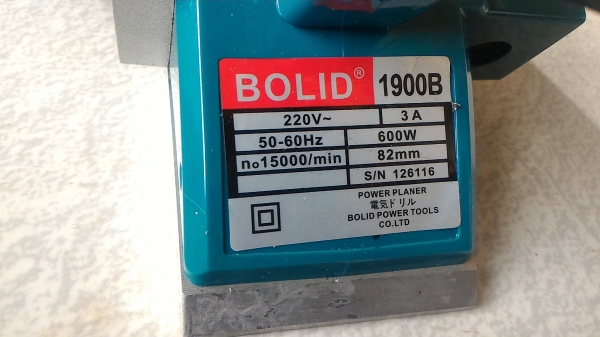 BOLID® 1900B
220V~ 3 A
50-60Hz 600W
no15000/min 82mm
S/N 126116
POWER PLANER
電気ドリル
BOLID POWER TOOLS
CO.LTD